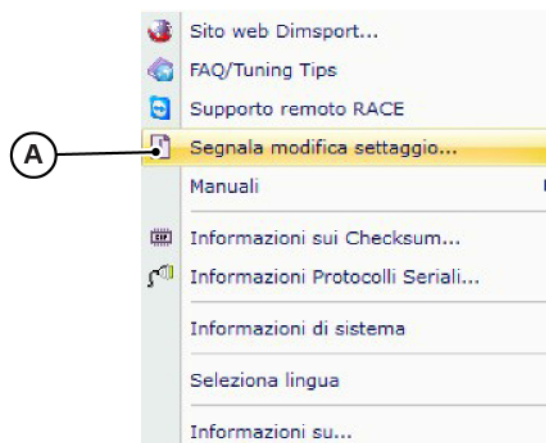 Sito web Dimsport...
FAQ/Tuning Tips
Supporto remoto RACE
A
Segnala modifica settaggio...
Manuali
Informazioni sui Checksum...
Informazioni Protocolli Seriali...
Informazioni di sistema
Seleziona lingua
Informazioni su...